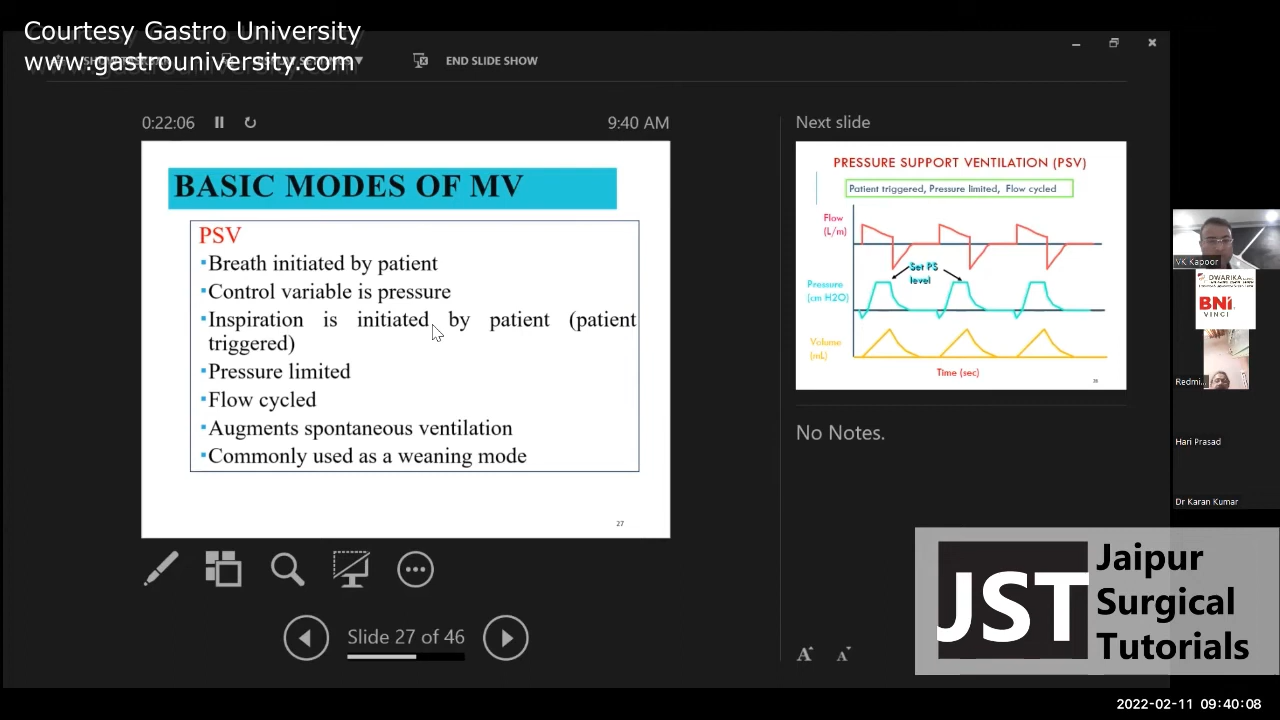 Courtesy Gastro University
www.gastrouniversity.com
END SLIDE SHOW
0:22:06
9:40 AM
Next slide
BASIC MODES OF MV
PSV
▪Breath initiated by patient
▪Control variable is pressure
▪Inspiration is initiated by patient (patient
triggered)
▪Pressure limited
▪Flow cycled
▪Augments spontaneous ventilation
▪Commonly used as a weaning mode
27
PRESSURE SUPPORT VENTILATION (PSV)
Patient triggered, Pressure limited, Flow cycled
Flow
(L/m)
Set PS
level
Pressure
(cm H2O)
Volume
(mL)
Time (sec)
No Notes.
Slide 27 of 46
VK Kapoor
DWARIKA
BNI
VINCI
Redmi...
Hari Prasad
Dr Karan Kumar
JST
Jaipur
Surgical
Tutorials
2022-02-11 09:40:08